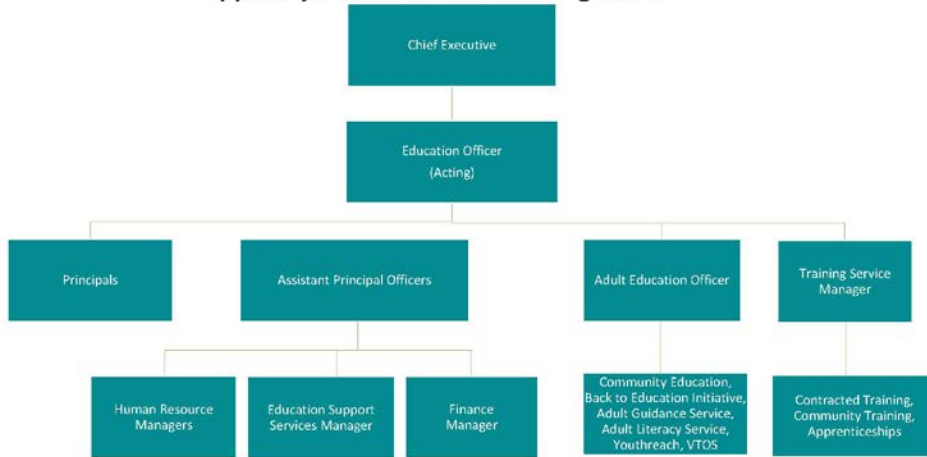 Chief Executive
Education Officer
(Acting)
Principals
Assistant Principal Officers
Adult Education Officer
Training Service
Manager
Human Resource
Managers
Education Support
Services Manager
Finance
Manager
Community Education,
Back to Education Initiative,
Adult Guidance Service,
Adult Literacy Service,
Youthreach, VTOS
Contracted Training,
Community Training,
Apprenticeships